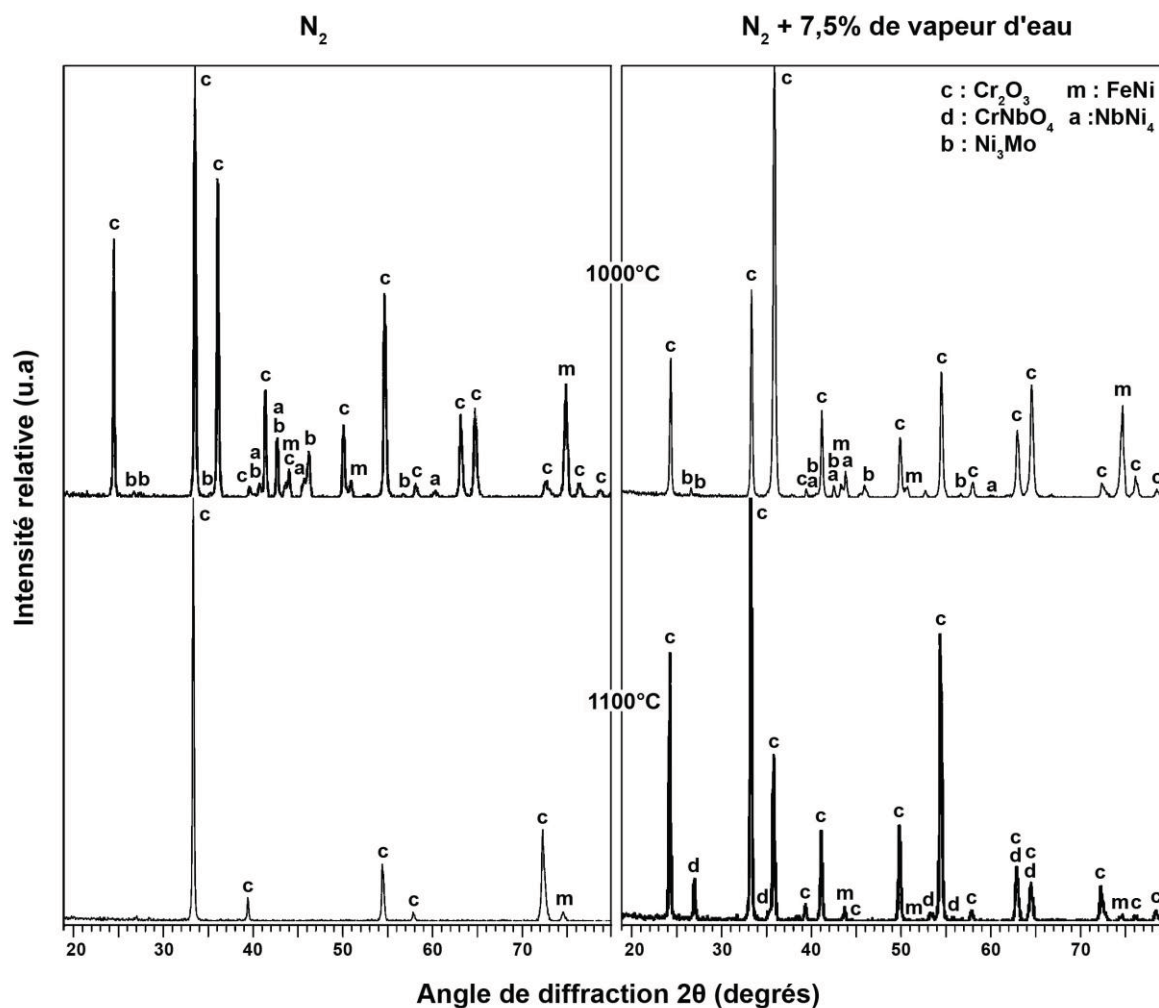 N₂
N₂ + 7,5% de vapeur d'eau
c : Cr₂O₃ m : FeNi
d : CrNbO₄ a :NbNi₄
b : Ni₃Mo
Intensité relative (u.a)
c
c
c
b b
b
c
a
b
c
a
b
m
c
a
b
c
m
c
b
c
a
c
c
m
c
c
c
1000°C
c
b
b
c
c
c
a
b
c
b
a
m
a
b
c
m
c
b
c
a
c
c
c
m
c
c
c
c
c
c
c
m
1100°C
c
d
c
d
c
c
c
m
c
c
m
d
c
d
c
c
d
c
d
c
m
c
c
20 30 40 50 60 70
20 30 40 50 60 70
Angle de diffraction 2θ (degrés)